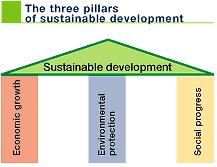 The three pillars
of sustainable development
Sustainable development
Economic growth
Environmental
protection
Social progress